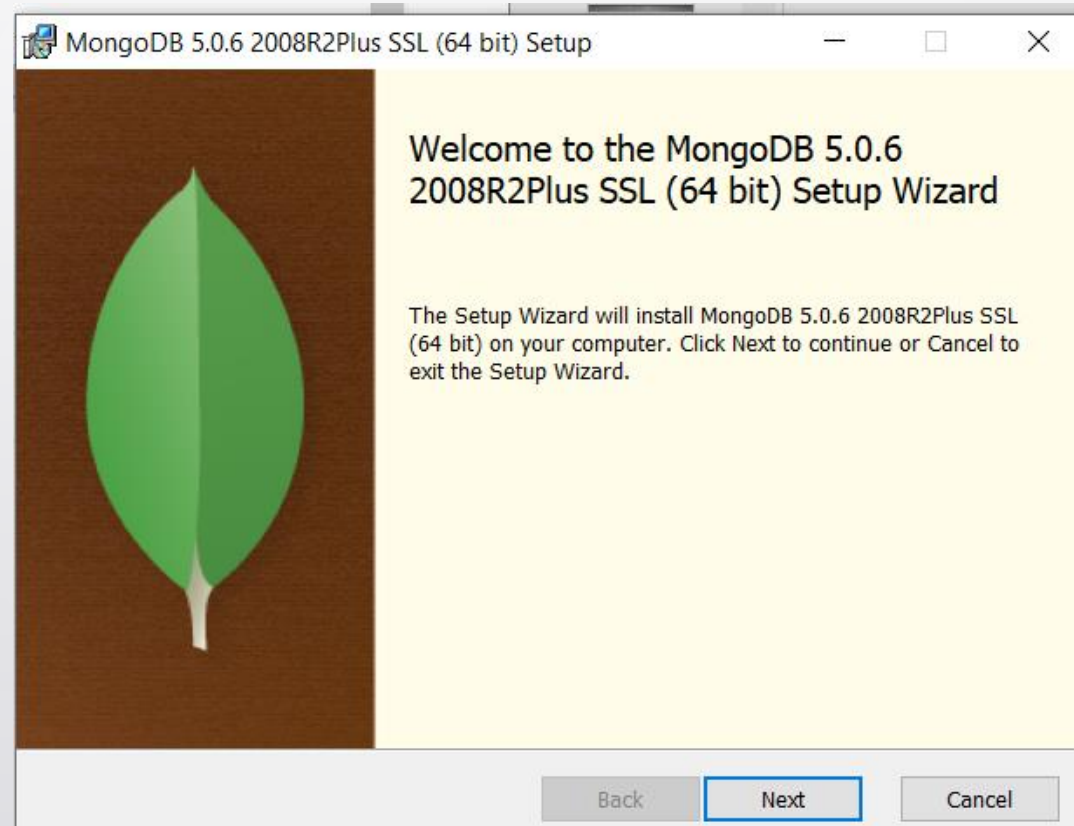 MongoDB 5.0.6 2008R2Plus SSL (64 bit) Setup
Welcome to the MongoDB 5.0.6
2008R2Plus SSL (64 bit) Setup Wizard
The Setup Wizard will install MongoDB 5.0.6 2008R2Plus SSL
(64 bit) on your computer. Click Next to continue or Cancel to
exit the Setup Wizard.
Back Next Cancel